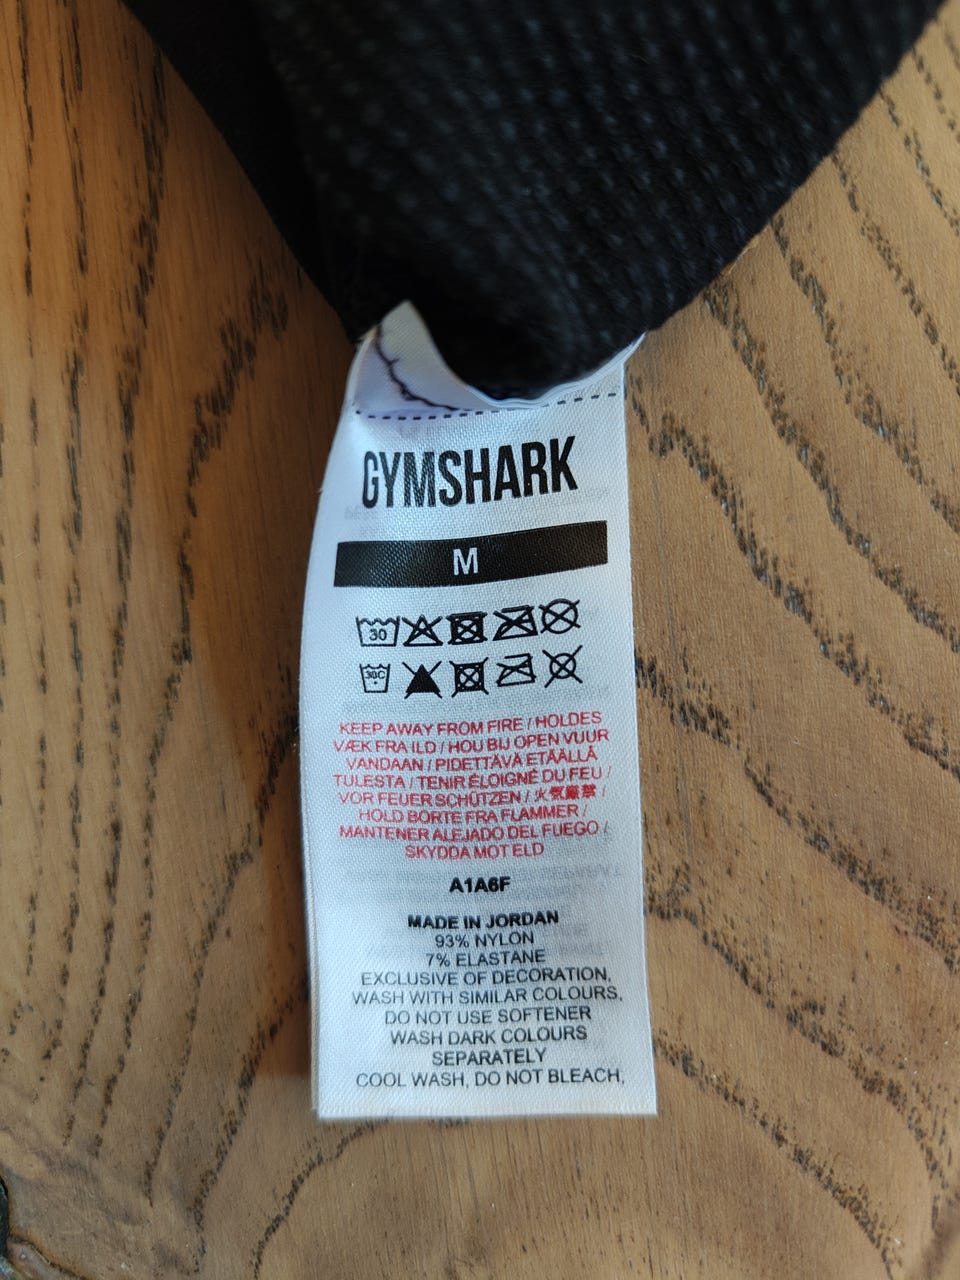 GYMSHARK
M
30
30C
KEEP AWAY FROM FIRE / HOLDES
VÆK FRA ILD / HOU BIJ OPEN VUUR
VANDAAN / PIDETTÄVÄ ETÄÄLLÄ
TULESTA / TENIR ÉLOIGNÉ DU FEU /
VOR FEUER SCHÜTZEN / 火気厳禁 /
HOLD BORTE FRA FLAMMER /
MANTENER ALEJADO DEL FUEGO /
SKYDDA MOT ELD
A1A6F
MADE IN JORDAN
93% NYLON
7% ELASTANE
EXCLUSIVE OF DECORATION,
WASH WITH SIMILAR COLOURS,
DO NOT USE SOFTENER
WASH DARK COLOURS
SEPARATELY
COOL WASH, DO NOT BLEACH,